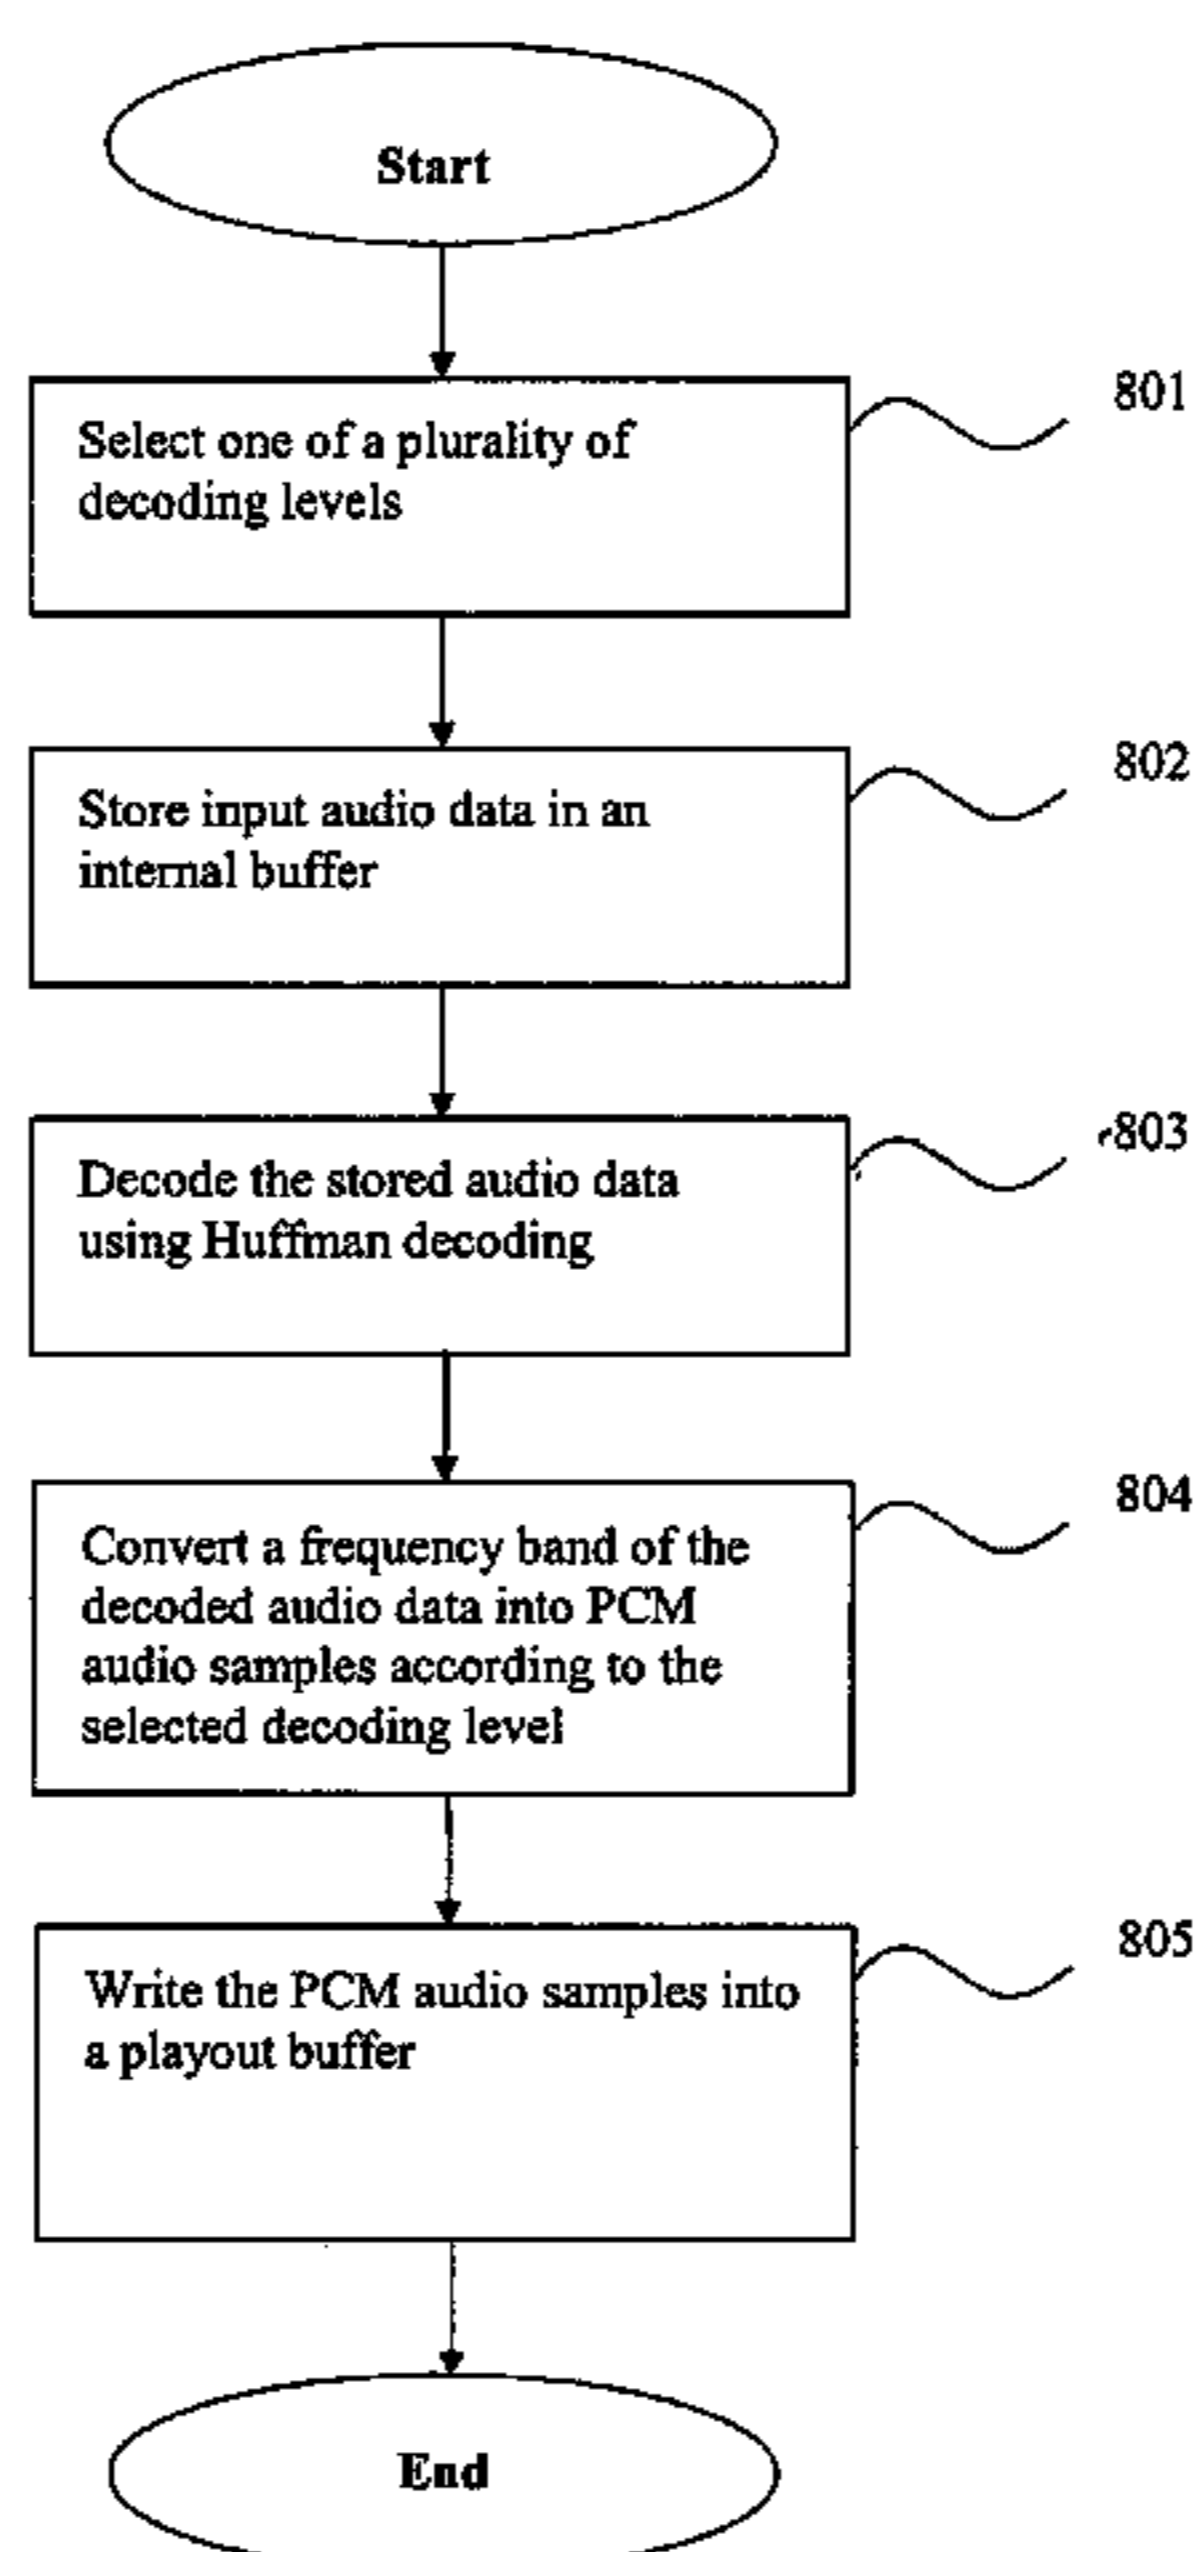 Start
801
Select one of a plurality of
decoding levels
802
Store input audio data in an
internal buffer
803
Decode the stored audio data
using Huffman decoding
804
Convert a frequency band of the
decoded audio data into PCM
audio samples according to the
selected decoding level
805
Write the PCM audio samples into
a playout buffer
End